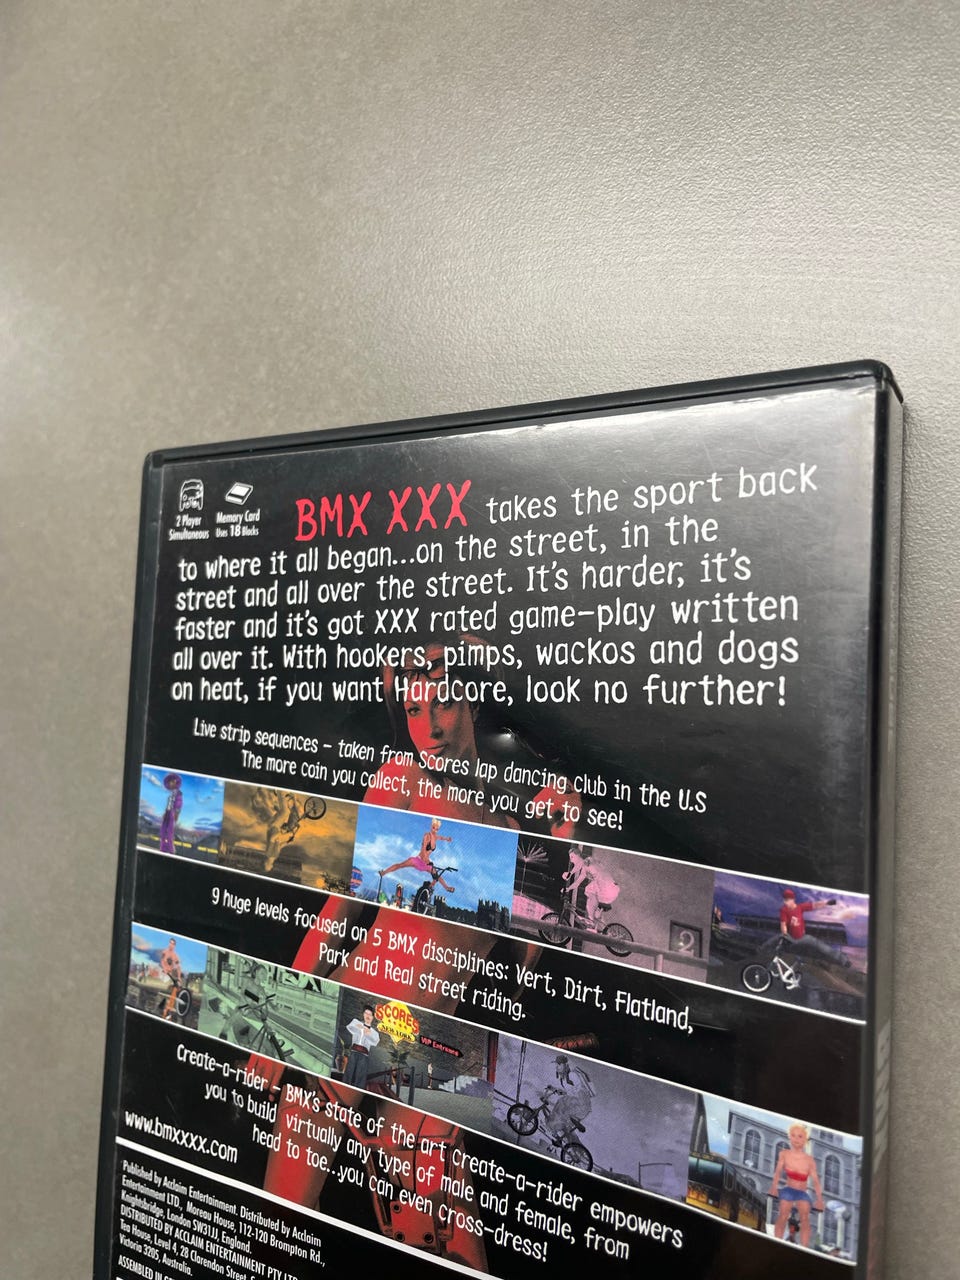 2 Player
Simultaneous
Memory Card
Uses 18 Blocks
BMX XXX takes the sport back
to where it all began...on the street, in the
street and all over the street. It's harder, it's
faster and it's got XXX rated game-play written
all over it. With hookers, pimps, wackos and dogs
on heat, if you want Hardcore, look no further!
Live strip sequences - taken from Scores lap dancing club in the U.S
The more coin you collect, the more you get to see!
9 huge levels focused on 5 BMX disciplines: Vert, Dirt, Flatland,
Park and Real street riding.
SCORES
NEW YORK
VIP Entrance
Create-a-rider - BMX's state of the art create-a-rider empowers
you to build virtually any type of male and female, from
head to toe...you can even cross-dress!
www.bmxxxx.com
Published by Acclaim Entertainment. Distributed by Acclaim
Entertainment LTD., Moreau House, 112-120 Brompton Rd.,
Knightsbridge, London SW31JJ, England.
DISTRIBUTED BY ACCLAIM ENTERTAINMENT PTY LTD
Tea House, Level 4, 28 Clarendon Street,
Victoria 3205, Australia.
ASSEMBLED IN